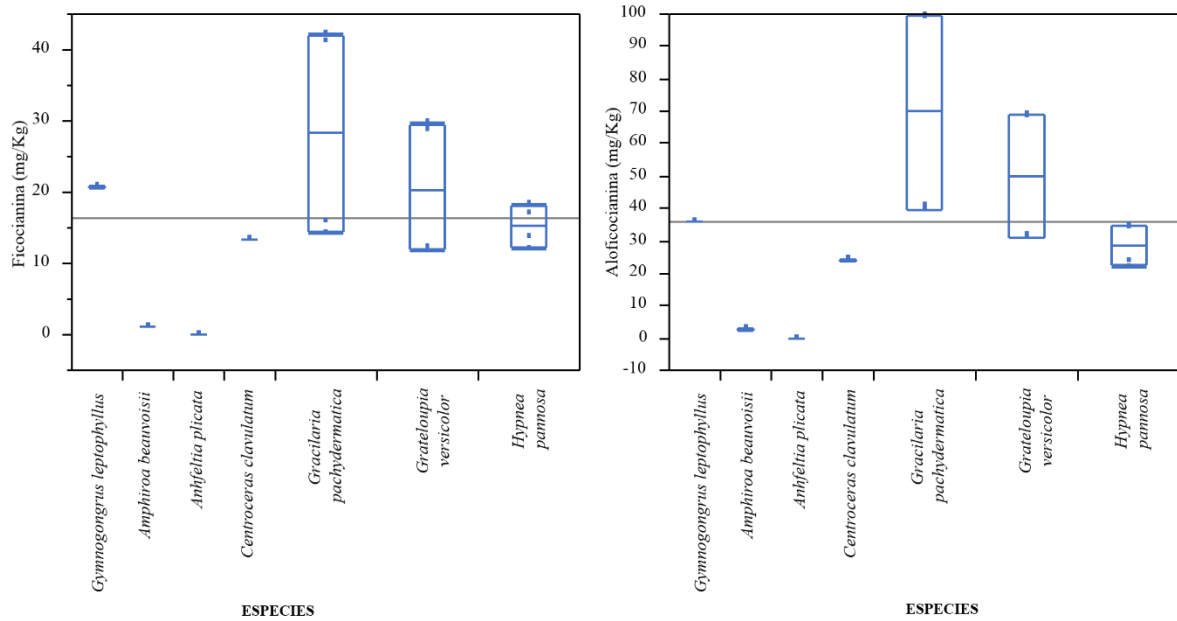 Ficocianina (mg/Kg)
40
30
20
10
0
Gymnogongrus leptophyllus
Amphiroa beauvoisii
Anhfeltia plicata
Centroceras clavulatum
Gracilaria
pachydermatica
Grateloupia
versicolor
Hypnea
pannosa
ESPECIES
Aloficocianina (mg/Kg)
100
90
80
70
60
50
40
30
20
10
0
-10
Gymnogongrus leptophyllus
Amphiroa beauvoisii
Anhfeltia plicata
Centroceras clavulatum
Gracilaria
pachydermatica
Grateloupia
versicolor
Hypnea
pannosa
ESPECIES